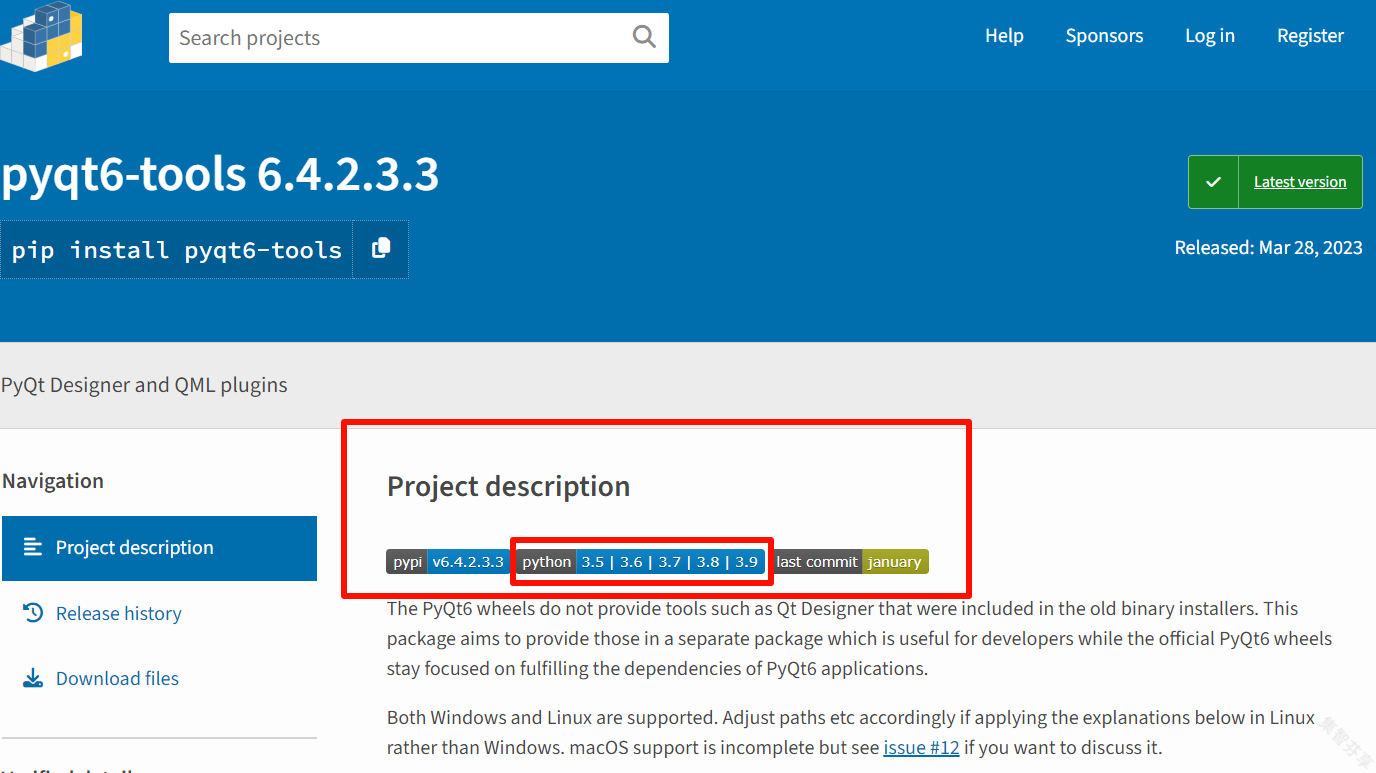 Search projects
Help Sponsors Log in Register
pyqt6-tools 6.4.2.3.3
Latest version
pip install pyqt6-tools
Released: Mar 28, 2023
PyQt Designer and QML plugins
Navigation
Project description
Release history
Download files
Project description
pypi v6.4.2.3.3 python 3.5 | 3.6 | 3.7 | 3.8 | 3.9 last commit january
The PyQt6 wheels do not provide tools such as Qt Designer that were included in the old binary installers. This
package aims to provide those in a separate package which is useful for developers while the official PyQt6 wheels
stay focused on fulfilling the dependencies of PyQt6 applications.
Both Windows and Linux are supported. Adjust paths etc accordingly if applying the explanations below in Linux
rather than Windows. macOS support is incomplete but see issue #12 if you want to discuss it.
集智芬享